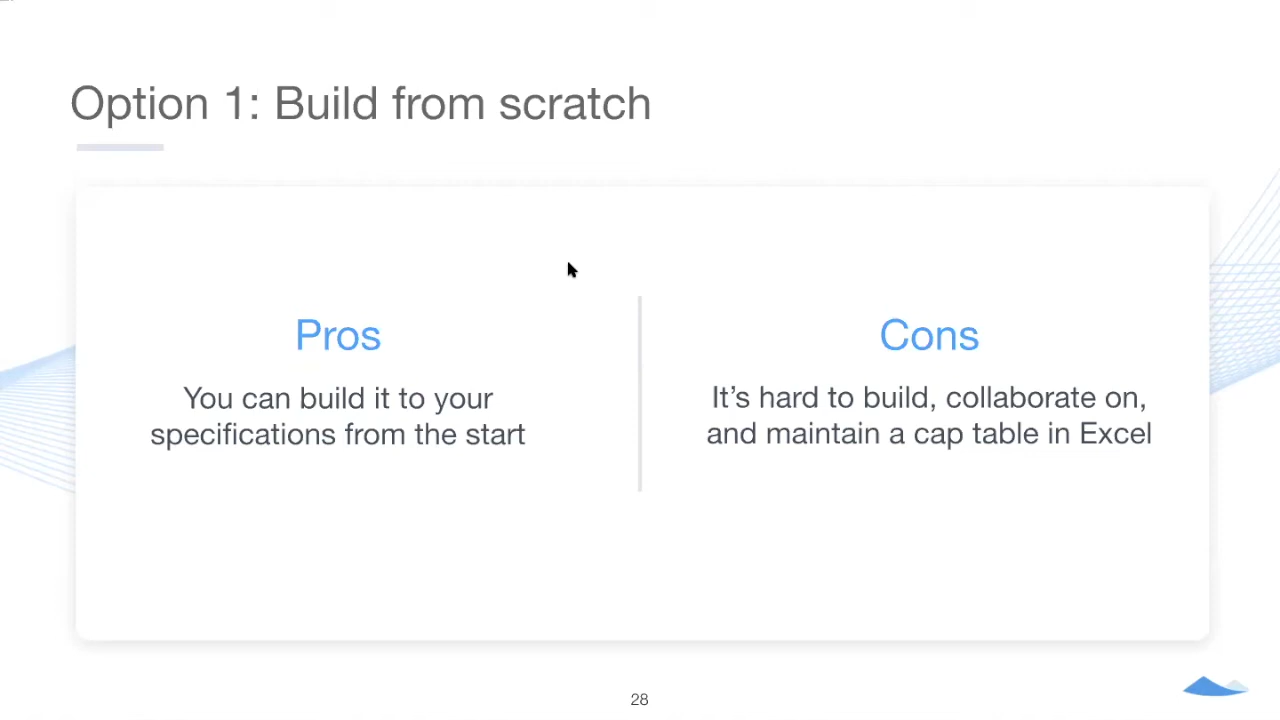 Option 1: Build from scratch
Pros
You can build it to your
specifications from the start
Cons
It’s hard to build, collaborate on,
and maintain a cap table in Excel
28